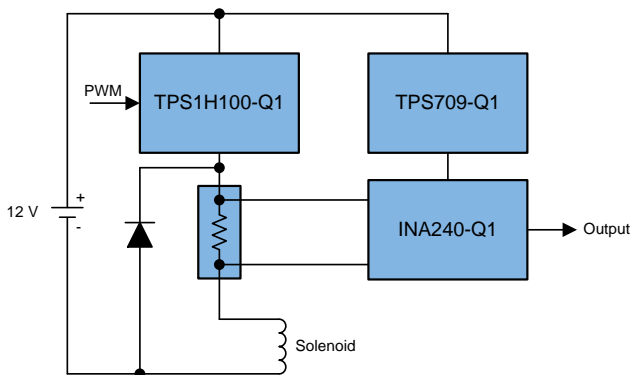 PWM
TPS1H100-Q1
TPS709-Q1
12 V
+
-
INA240-Q1
Output
Solenoid